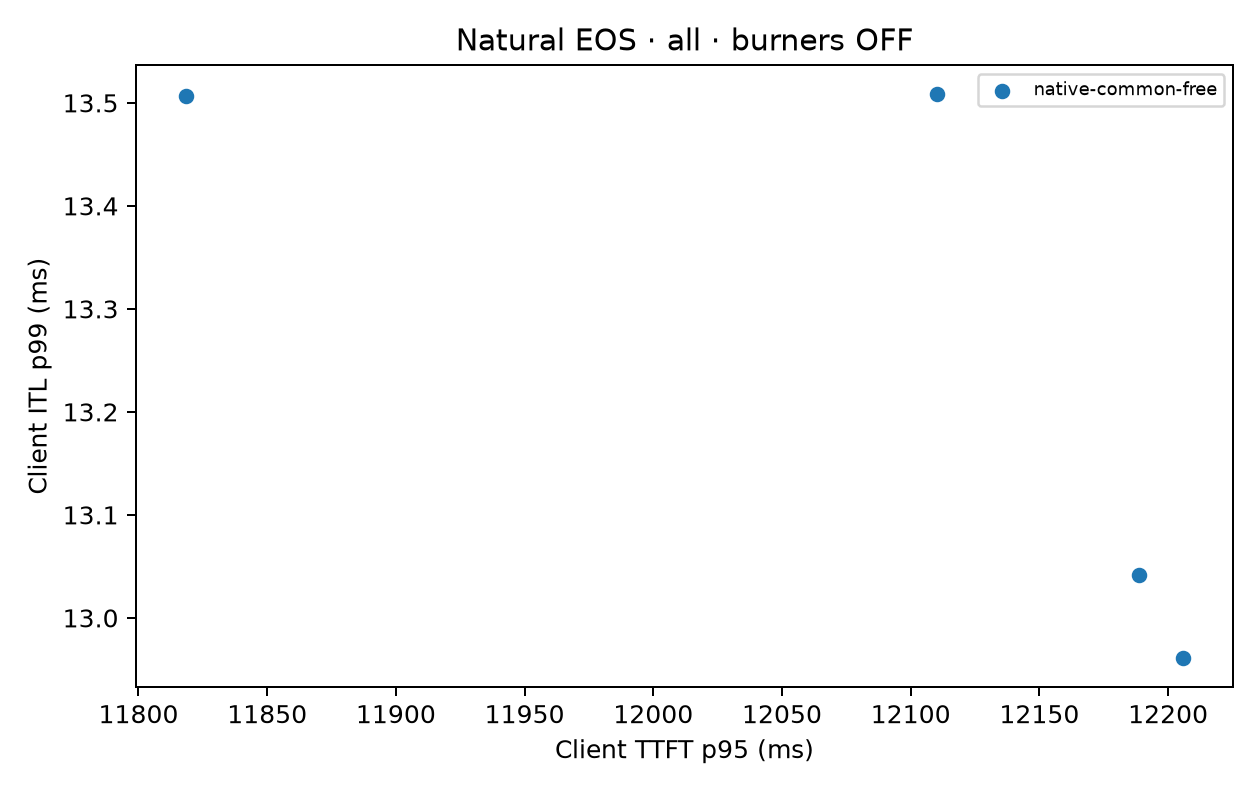 Natural EOS · all · burners OFF
native-common-free
13.5
13.4
13.3
13.2
13.1
13.0
Client ITL p99 (ms)
11800 11850 11900 11950 12000 12050 12100 12150 12200
Client TTFT p95 (ms)